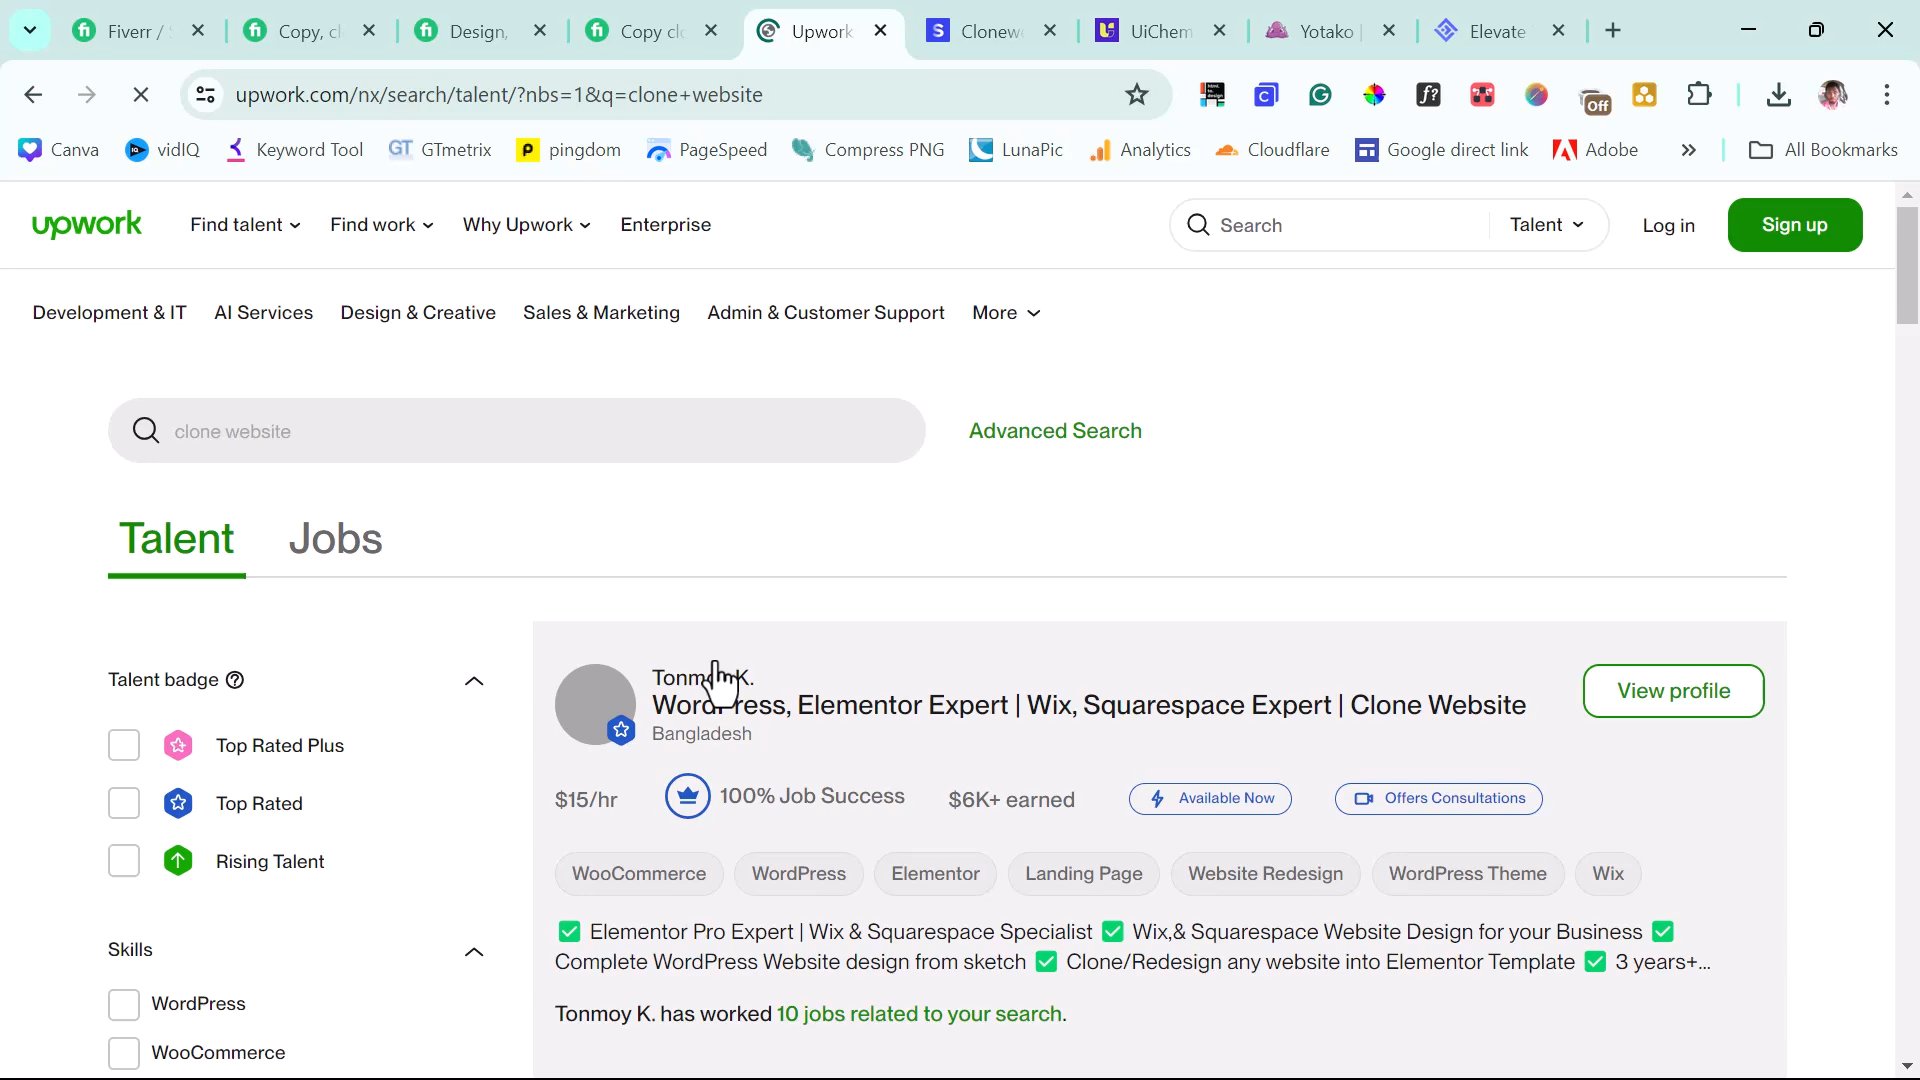 Fiverr / S
Copy, cl
Design,
Copy clo
Upwork
Clonewe
UiChem
Yotako |
Elevate
upwork.com/nx/search/talent/?nbs=1&q=clone+website
Off
Canva
vidIQ
Keyword Tool
GT GTmetrix
pingdom
PageSpeed
Compress PNG
LunaPic
Analytics
Cloudflare
Google direct link
Adobe
All Bookmarks
upwork
Find talent
Find work
Why Upwork
Enterprise
Search
Talent
Log in
Sign up
Development & IT
AI Services
Design & Creative
Sales & Marketing
Admin & Customer Support
More
clone website
Advanced Search
Talent
Jobs
Talent badge
Top Rated Plus
Top Rated
Rising Talent
Skills
WordPress
WooCommerce
Tonmoy K.
WordPress, Elementor Expert | Wix, Squarespace Expert | Clone Website
Bangladesh
View profile
$15/hr
100% Job Success
$6K+ earned
Available Now
Offers Consultations
WooCommerce
WordPress
Elementor
Landing Page
Website Redesign
WordPress Theme
Wix
✅ Elementor Pro Expert | Wix & Squarespace Specialist ✅ Wix,& Squarespace Website Design for your Business ✅
Complete WordPress Website design from sketch ✅ Clone/Redesign any website into Elementor Template ✅ 3 years+...
Tonmoy K. has worked 10 jobs related to your search.